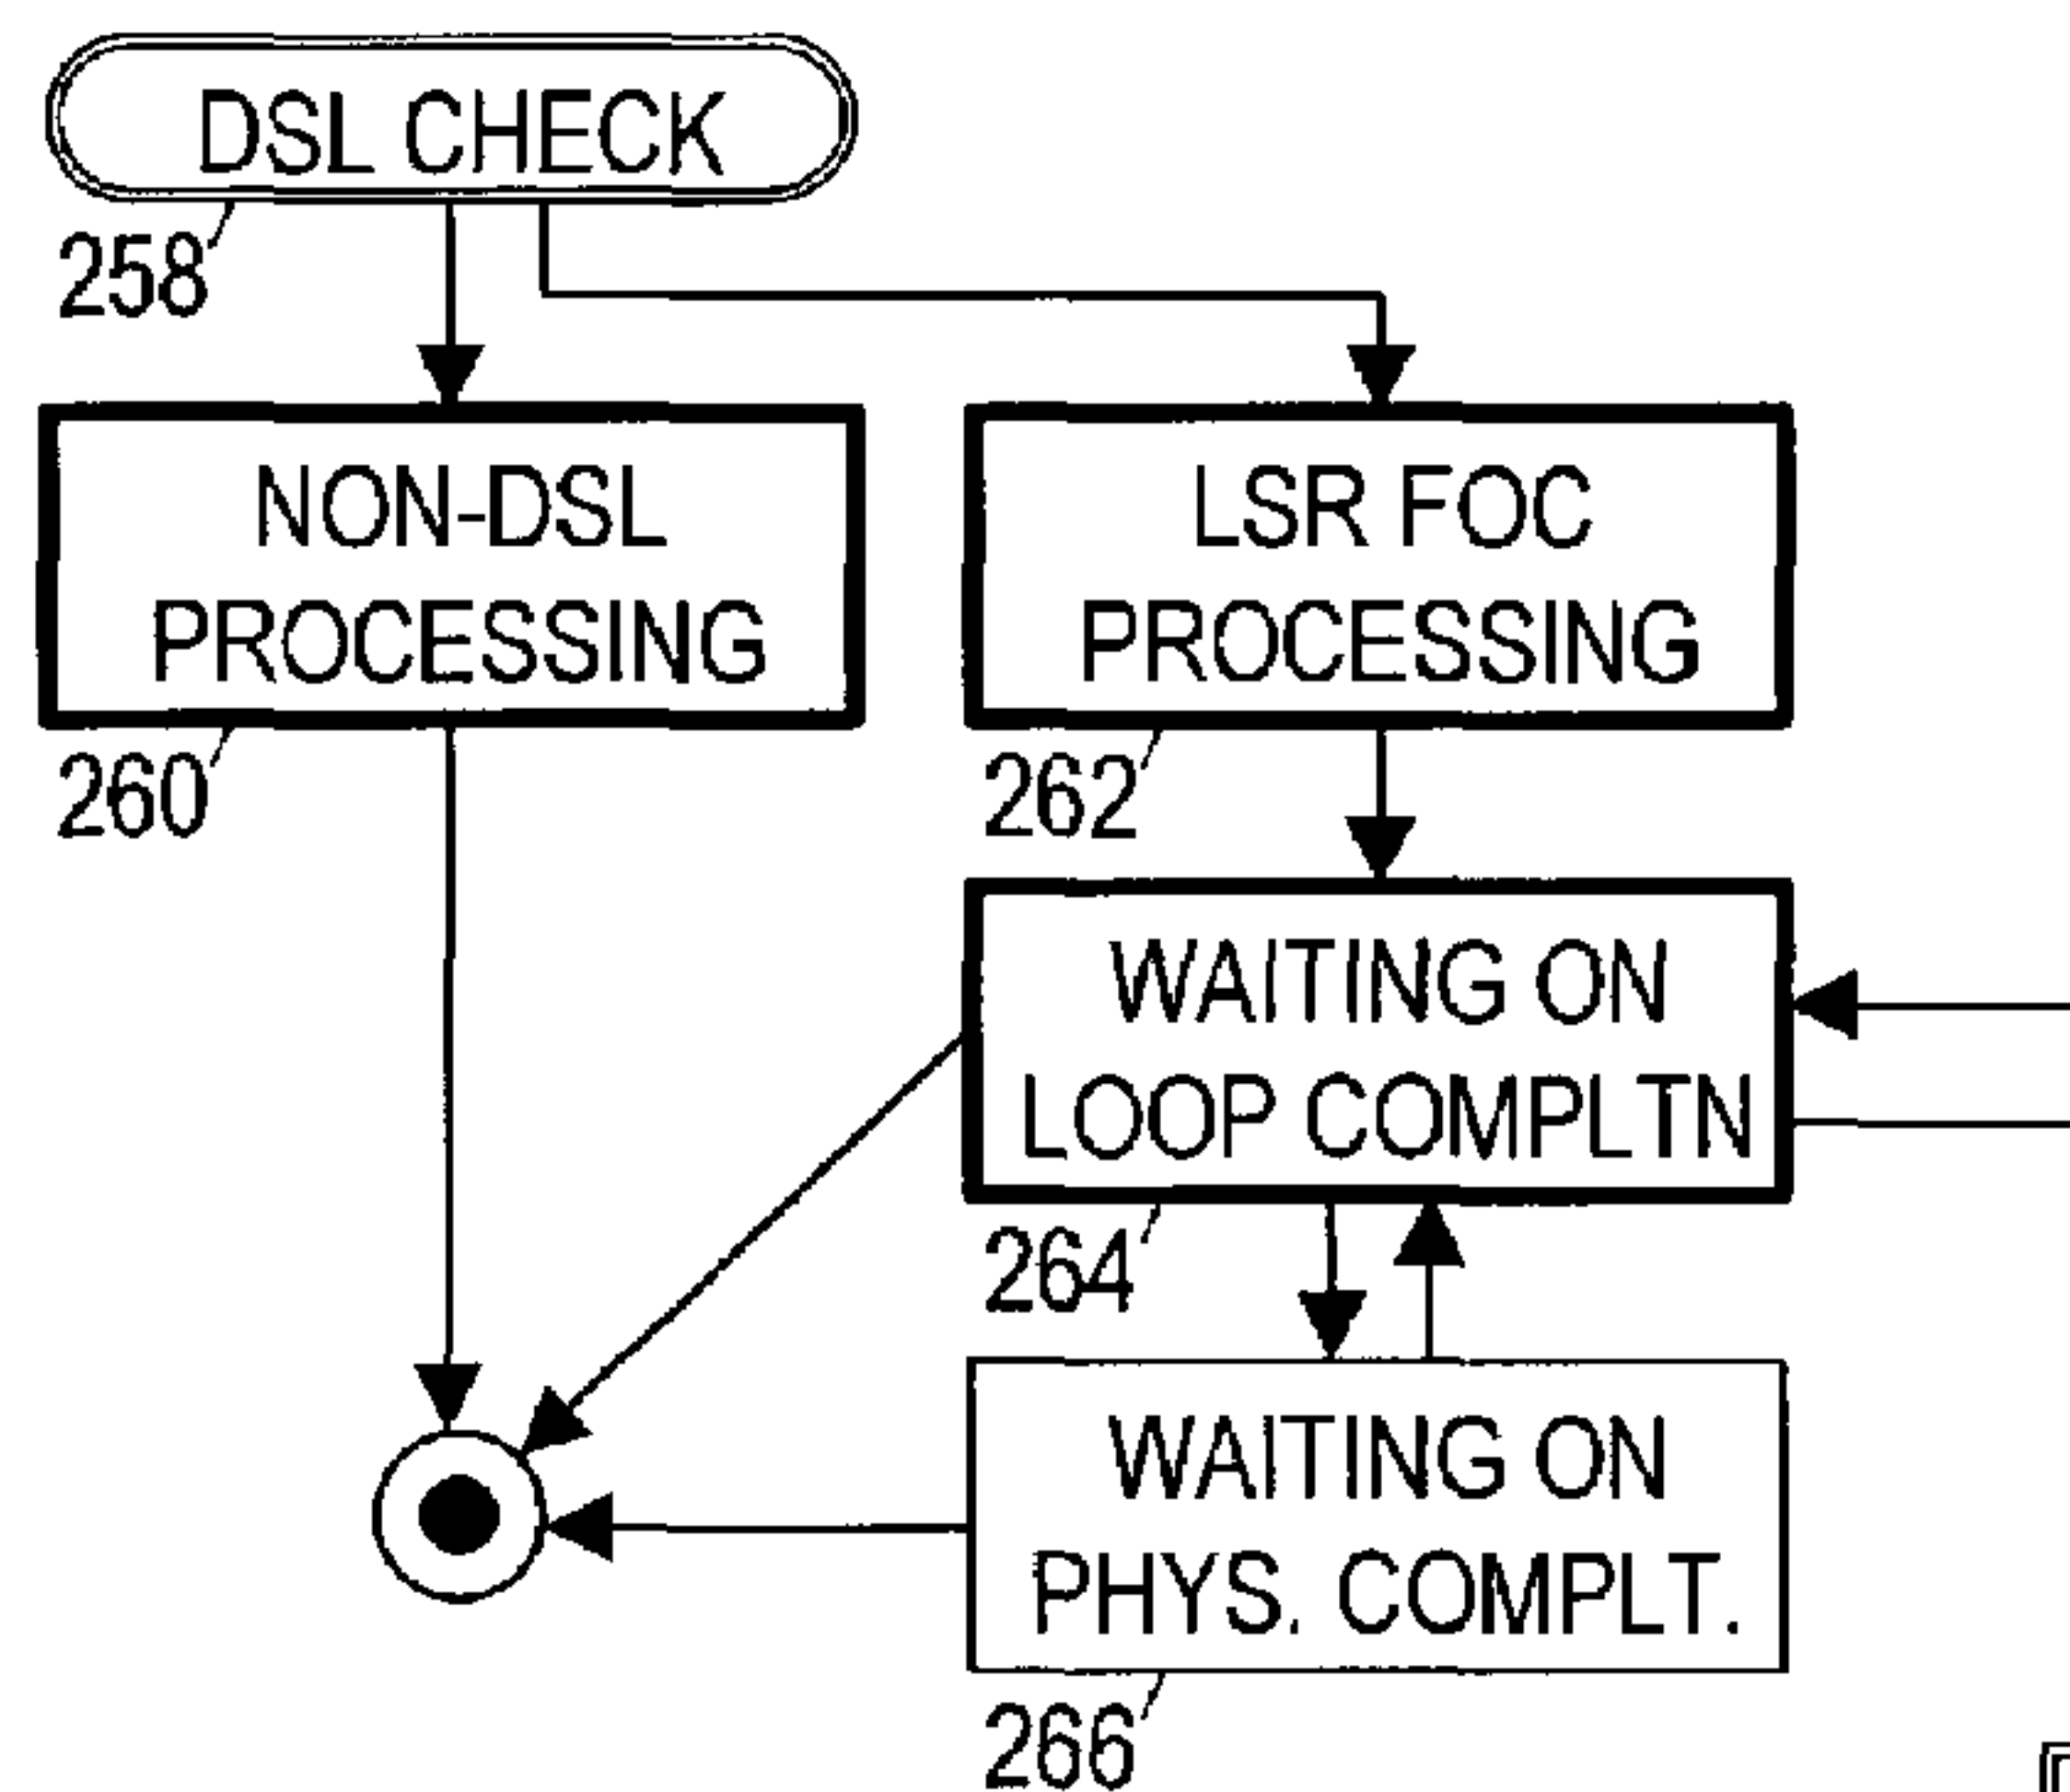 DSL CHECK
258
NON-DSL
PROCESSING
260
LSR FOC
PROCESSING
262
WAITING ON
LOOP COMPLTN
264
WAITING ON
PHYS. COMPLT.
266